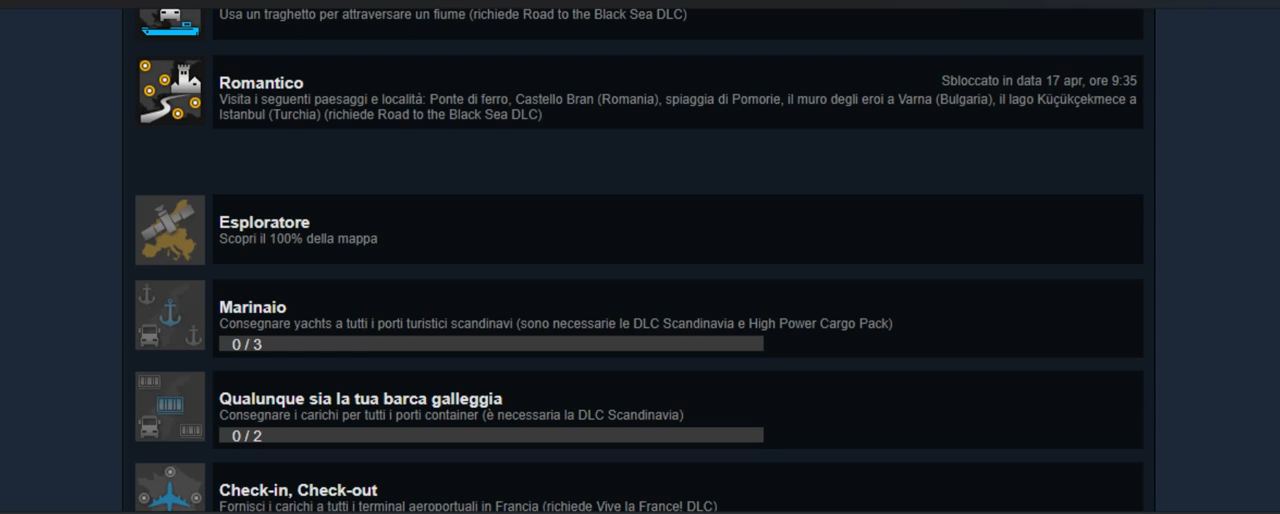 Usa un traghetto per attraversare un fiume (richiede Road to the Black Sea DLC)
Romantico
Sbloccato in data 17 apr, ore 9:35
Visita i seguenti paesaggi e località: Ponte di ferro, Castello Bran (Romania), spiaggia di Pomorie, il muro degli eroi a Varna (Bulgaria), il lago Küçükçekmece a
Istanbul (Turchia) (richiede Road to the Black Sea DLC)
Esploratore
Scopri il 100% della mappa
Marinaio
Consegnare yachts a tutti i porti turistici scandinavi (sono necessarie le DLC Scandinavia e High Power Cargo Pack)
0 / 3
Qualunque sia la tua barca galleggia
Consegnare i carichi per tutti i porti container (è necessaria la DLC Scandinavia)
0 / 2
Check-in, Check-out
Fornisci i carichi a tutti i terminal aeroportuali in Francia (richiede Vive la France! DLC)